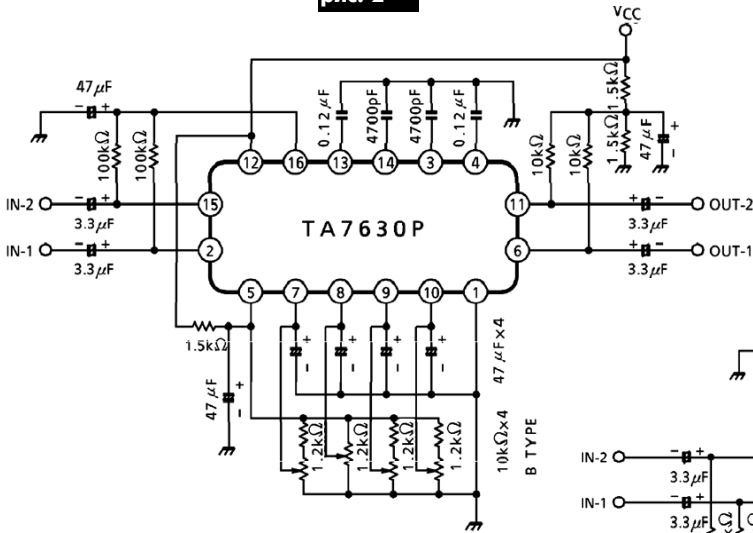 рис. 2
VCC
47μF
- +
0.12μF
4700pF
4700pF
0.12μF
1.5kΩ
1.5kΩ
47μF
+
-
100kΩ
100kΩ
10kΩ
10kΩ
12
16
13
14
3
4
IN-2
- +
3.3μF
15
TA7630P
11
+ -
3.3μF
OUT-2
IN-1
- +
3.3μF
2
6
+ -
3.3μF
OUT-1
5
7
8
9
10
1
1.5kΩ
+
-
+
-
+
-
+
-
47μF×4
47μF
+
-
1.2kΩ
1.2kΩ
1.2kΩ
1.2kΩ
10kΩ×4
B TYPE
IN-2
- +
3.3μF
IN-1
- +
3.3μF